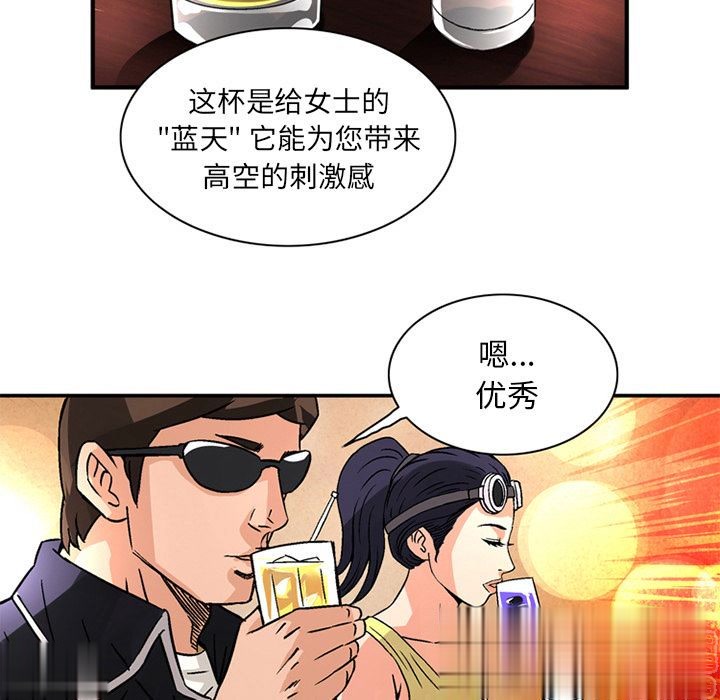 这杯是给女士的
"蓝天" 它能为您带来
高空的刺激感
嗯...
优秀